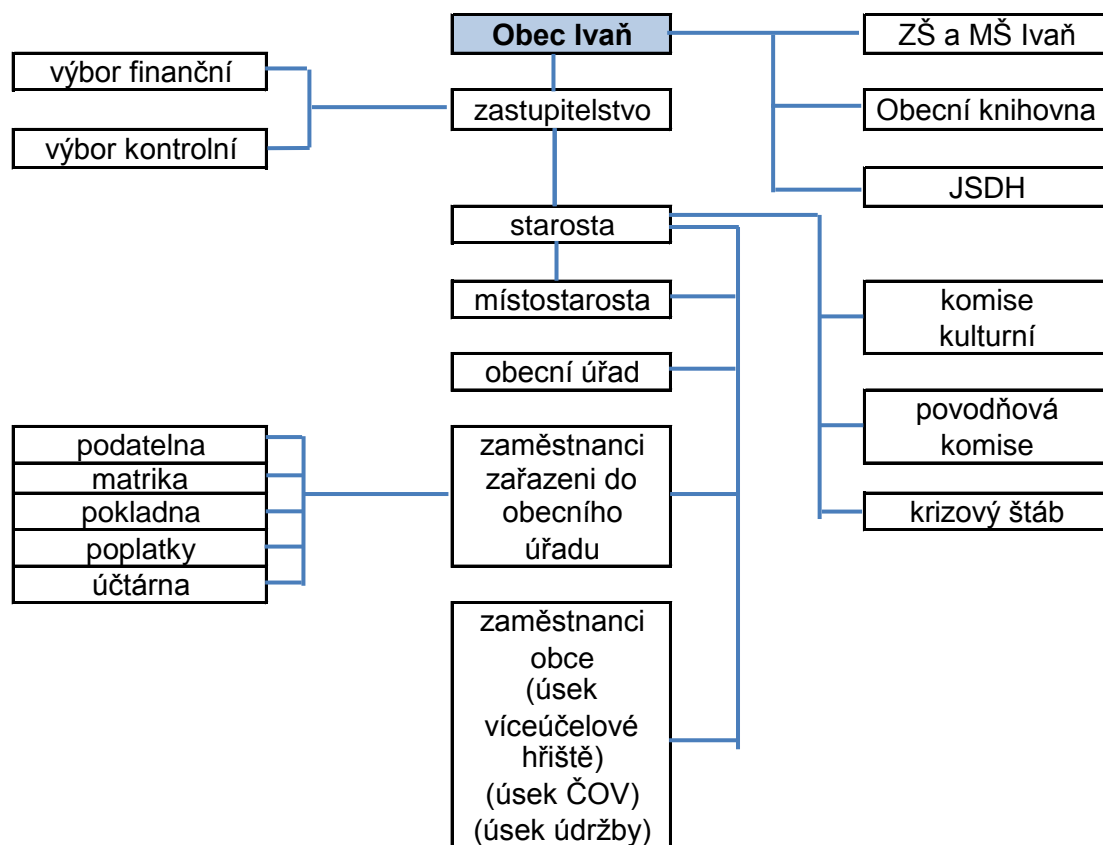 Obec Ivaň
ZŠ a MŠ Ivaň
výbor finanční
zastupitelstvo
Obecní knihovna
výbor kontrolní
JSDH
starosta
místostarosta
komise
kulturní
obecní úřad
povodňová
komise
krizový štáb
podatelna
matrika
pokladna
poplatky
účtárna
zaměstnanci
zařazeni do
obecního
úřadu
zaměstnanci
obce
(úsek
víceúčelové
hřiště)
(úsek ČOV)
(úsek údržby)